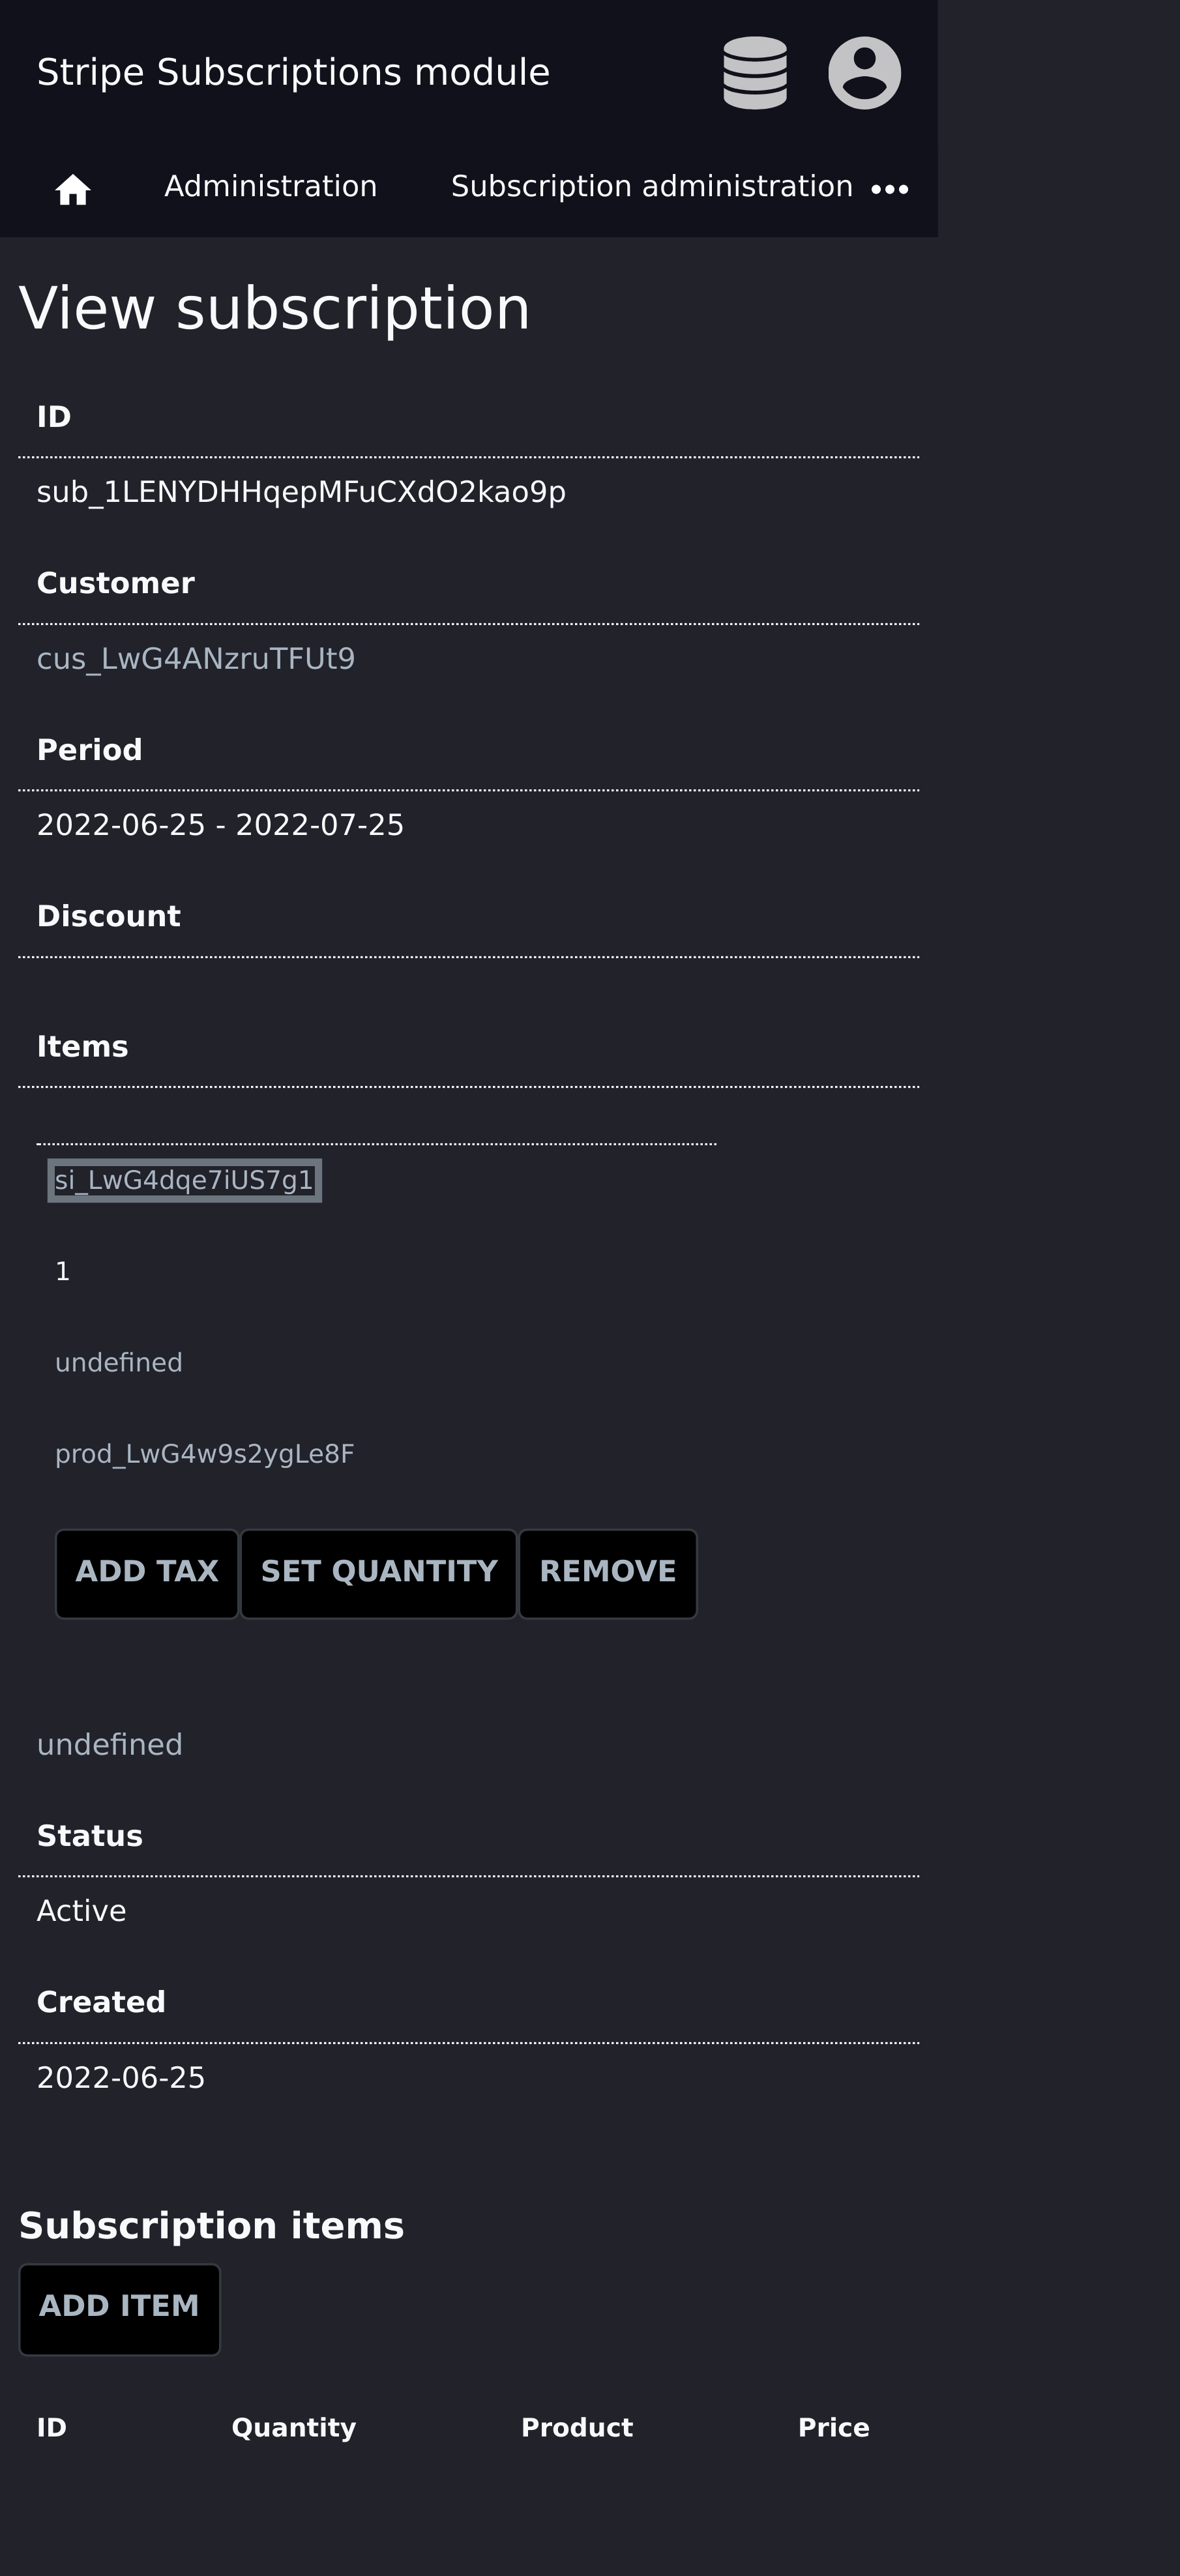 Stripe Subscriptions module
Administration Subscription administration
View subscription
ID
sub_1LENYDHHqepMFuCXdO2kao9p
Customer
cus_LwG4ANzruTFUt9
Period
2022-06-25 - 2022-07-25
Discount
Items
si_LwG4dqe7iUS7g1
1
undefined
prod_LwG4w9s2ygLe8F
ADD TAX SET QUANTITY REMOVE
undefined
Status
Active
Created
2022-06-25
Subscription items
ADD ITEM
ID Quantity Product Price